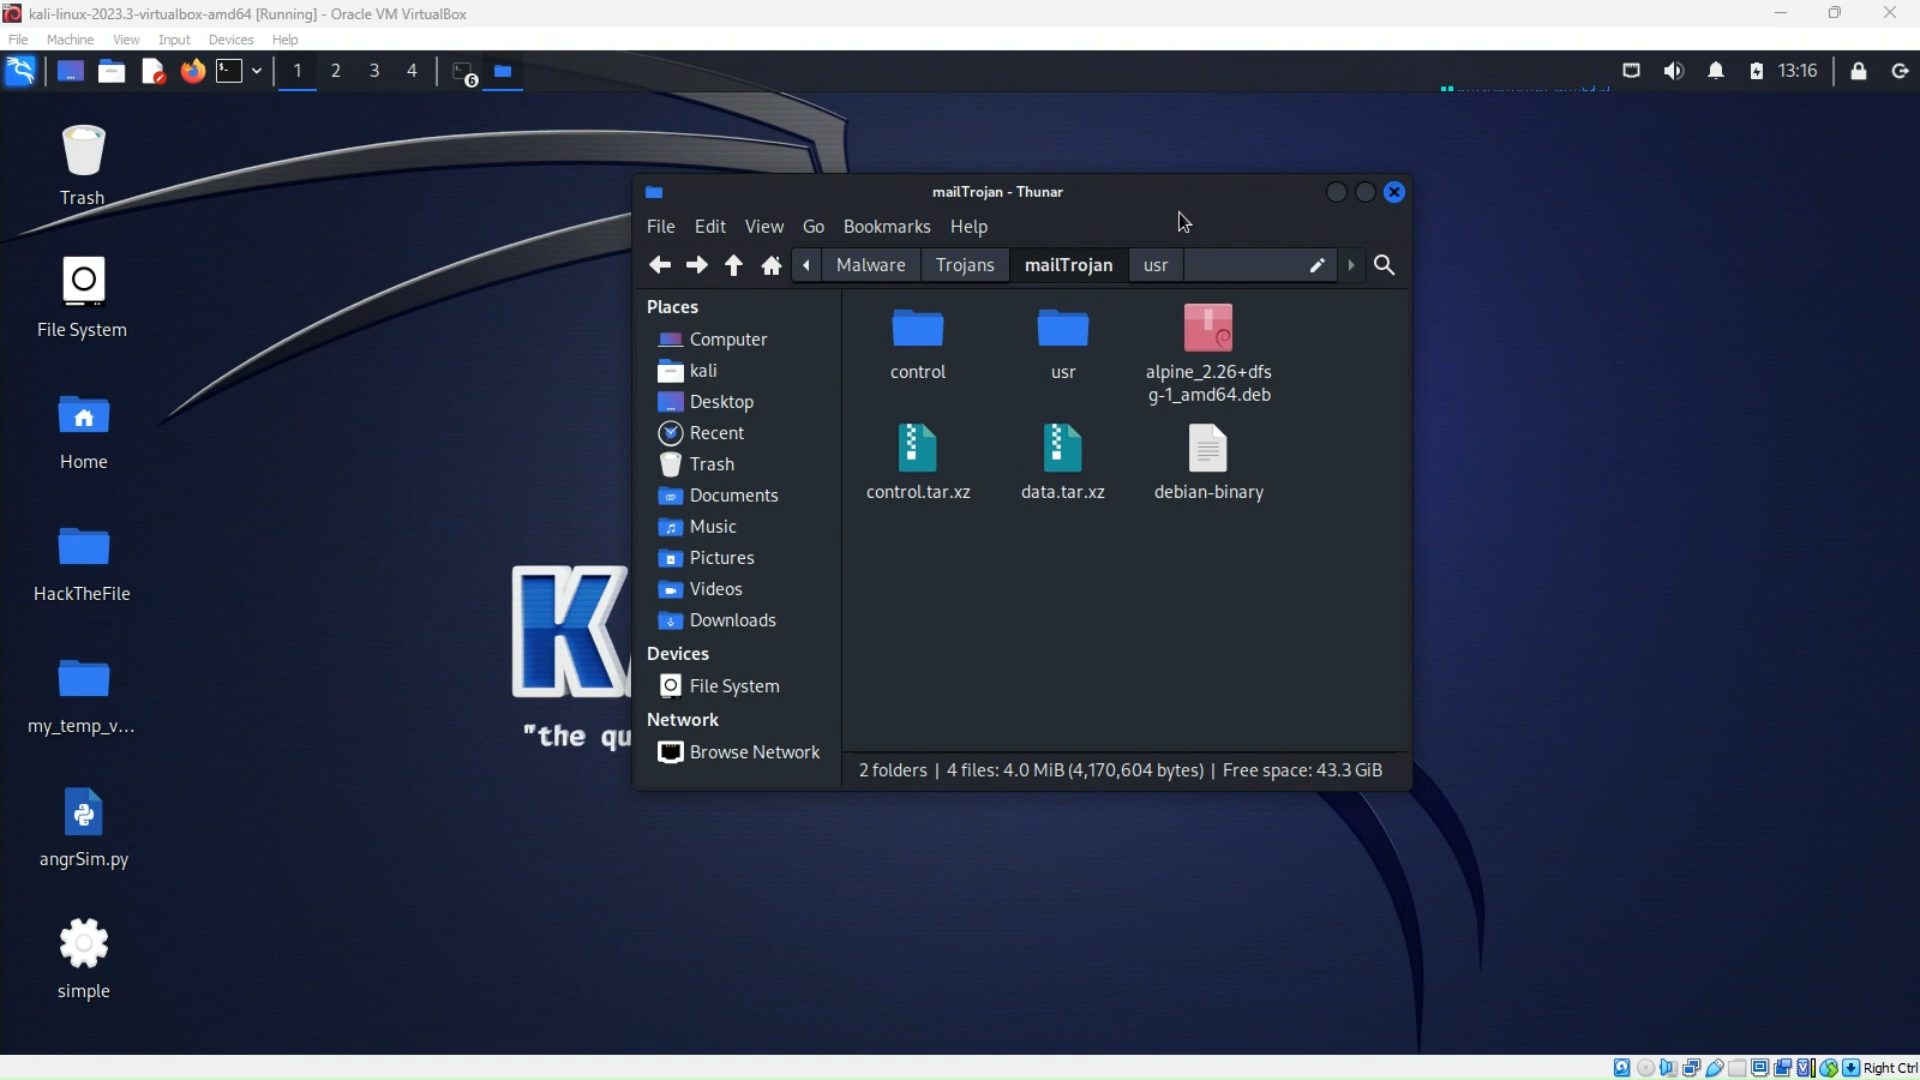 kali-linux-2023.3-virtualbox-amd64 [Running] - Oracle VM VirtualBox
File Machine View Input Devices Help
1 2 3 4 6 13:16
Trash
File System
Home
HackTheFile
my_temp_v...
angrSim.py
simple
"the qu
mailTrojan - Thunar
File Edit View Go Bookmarks Help
Malware Trojans mailTrojan usr
Places
Computer
kali
Desktop
Recent
Trash
Documents
Music
Pictures
Videos
Downloads
Devices
File System
Network
Browse Network
control usr alpine_2.26+dfs
g-1_amd64.deb
control.tar.xz data.tar.xz debian-binary
2 folders | 4 files: 4.0 MiB (4,170,604 bytes) | Free space: 43.3 GiB
Right Ctrl